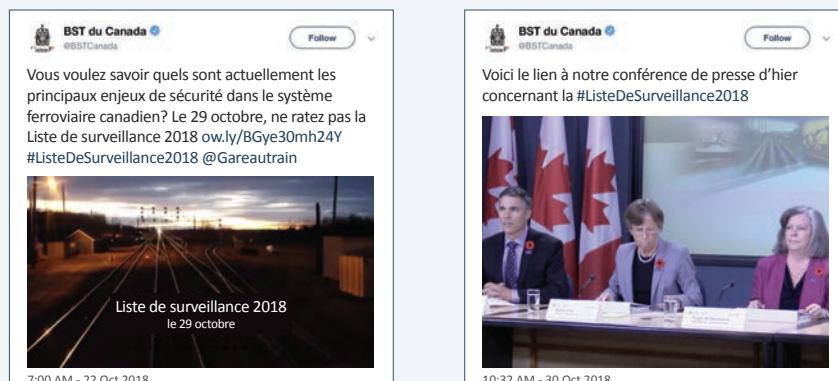 BST du Canada
@BSTCanada
Follow
Vous voulez savoir quels sont actuellement les
principaux enjeux de sécurité dans le système
ferroviaire canadien? Le 29 octobre, ne ratez pas la
Liste de surveillance 2018 ow.ly/BGye30mh24Y
#ListeDeSurveillance2018 @Gareautrain
Liste de surveillance 2018
le 29 octobre
7:00 AM - 22 Oct 2018
BST du Canada
@BSTCanada
Follow
Voici le lien à notre conférence de presse d'hier
concernant la #ListeDeSurveillance2018
10:32 AM - 30 Oct 2018